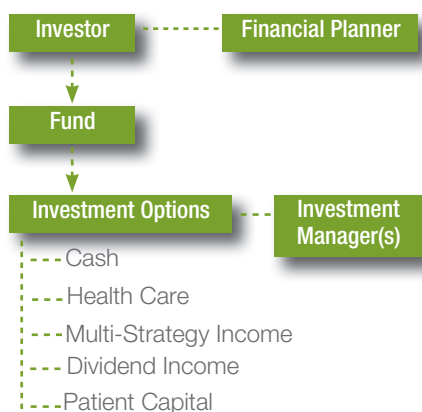 Investor
Financial Planner
Fund
Investment Options
Investment
Manager(s)
Cash
Health Care
Multi-Strategy Income
Dividend Income
Patient Capital